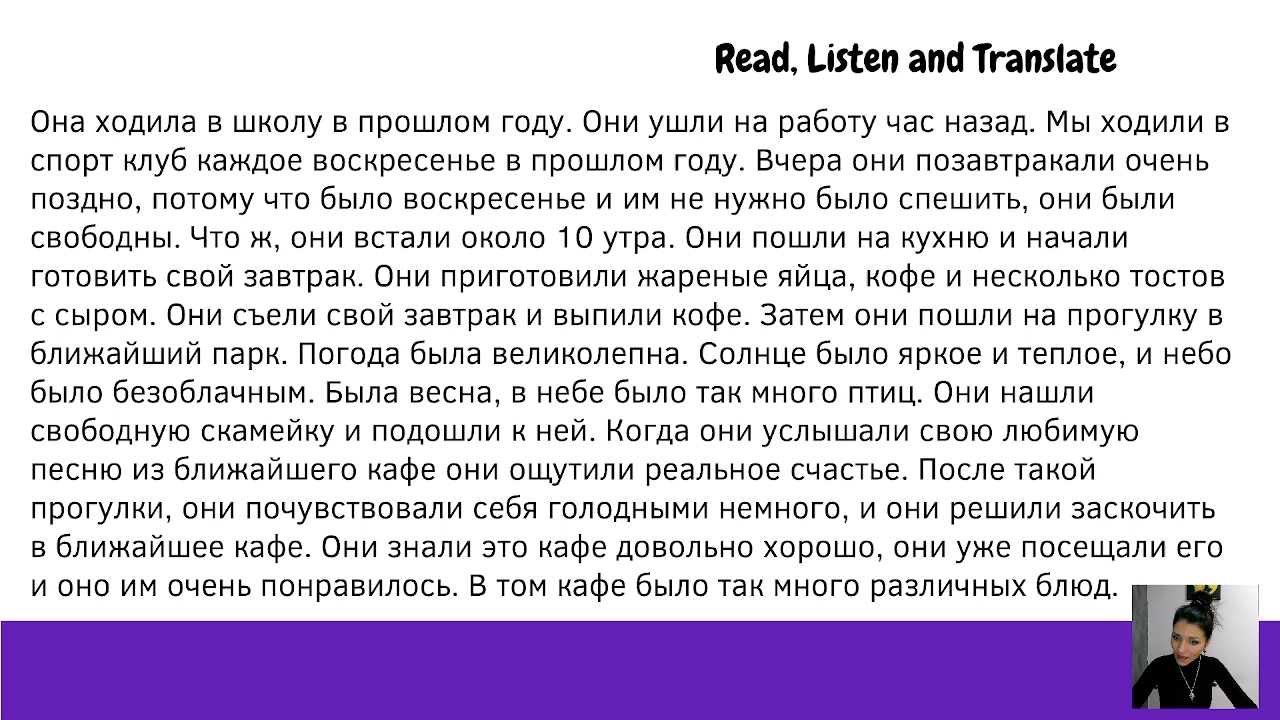 Read, Listen and Translate
Она ходила в школу в прошлом году. Они ушли на работу час назад. Мы ходили в
спорт клуб каждое воскресенье в прошлом году. Вчера они позавтракали очень
поздно, потому что было воскресенье и им не нужно было спешить, они были
свободны. Что ж, они встали около 10 утра. Они пошли на кухню и начали
готовить свой завтрак. Они приготовили жареные яйца, кофе и несколько тостов
с сыром. Они съели свой завтрак и выпили кофе. Затем они пошли на прогулку в
ближайший парк. Погода была великолепна. Солнце было яркое и теплое, и небо
было безоблачным. Была весна, в небе было так много птиц. Они нашли
свободную скамейку и подошли к ней. Когда они услышали свою любимую
песню из ближайшего кафе они ощутили реальное счастье. После такой
прогулки, они почувствовали себя голодными немного, и они решили заскочить
в ближайшее кафе. Они знали это кафе довольно хорошо, они уже посещали его
и оно им очень понравилось. В том кафе было так много различных блюд.